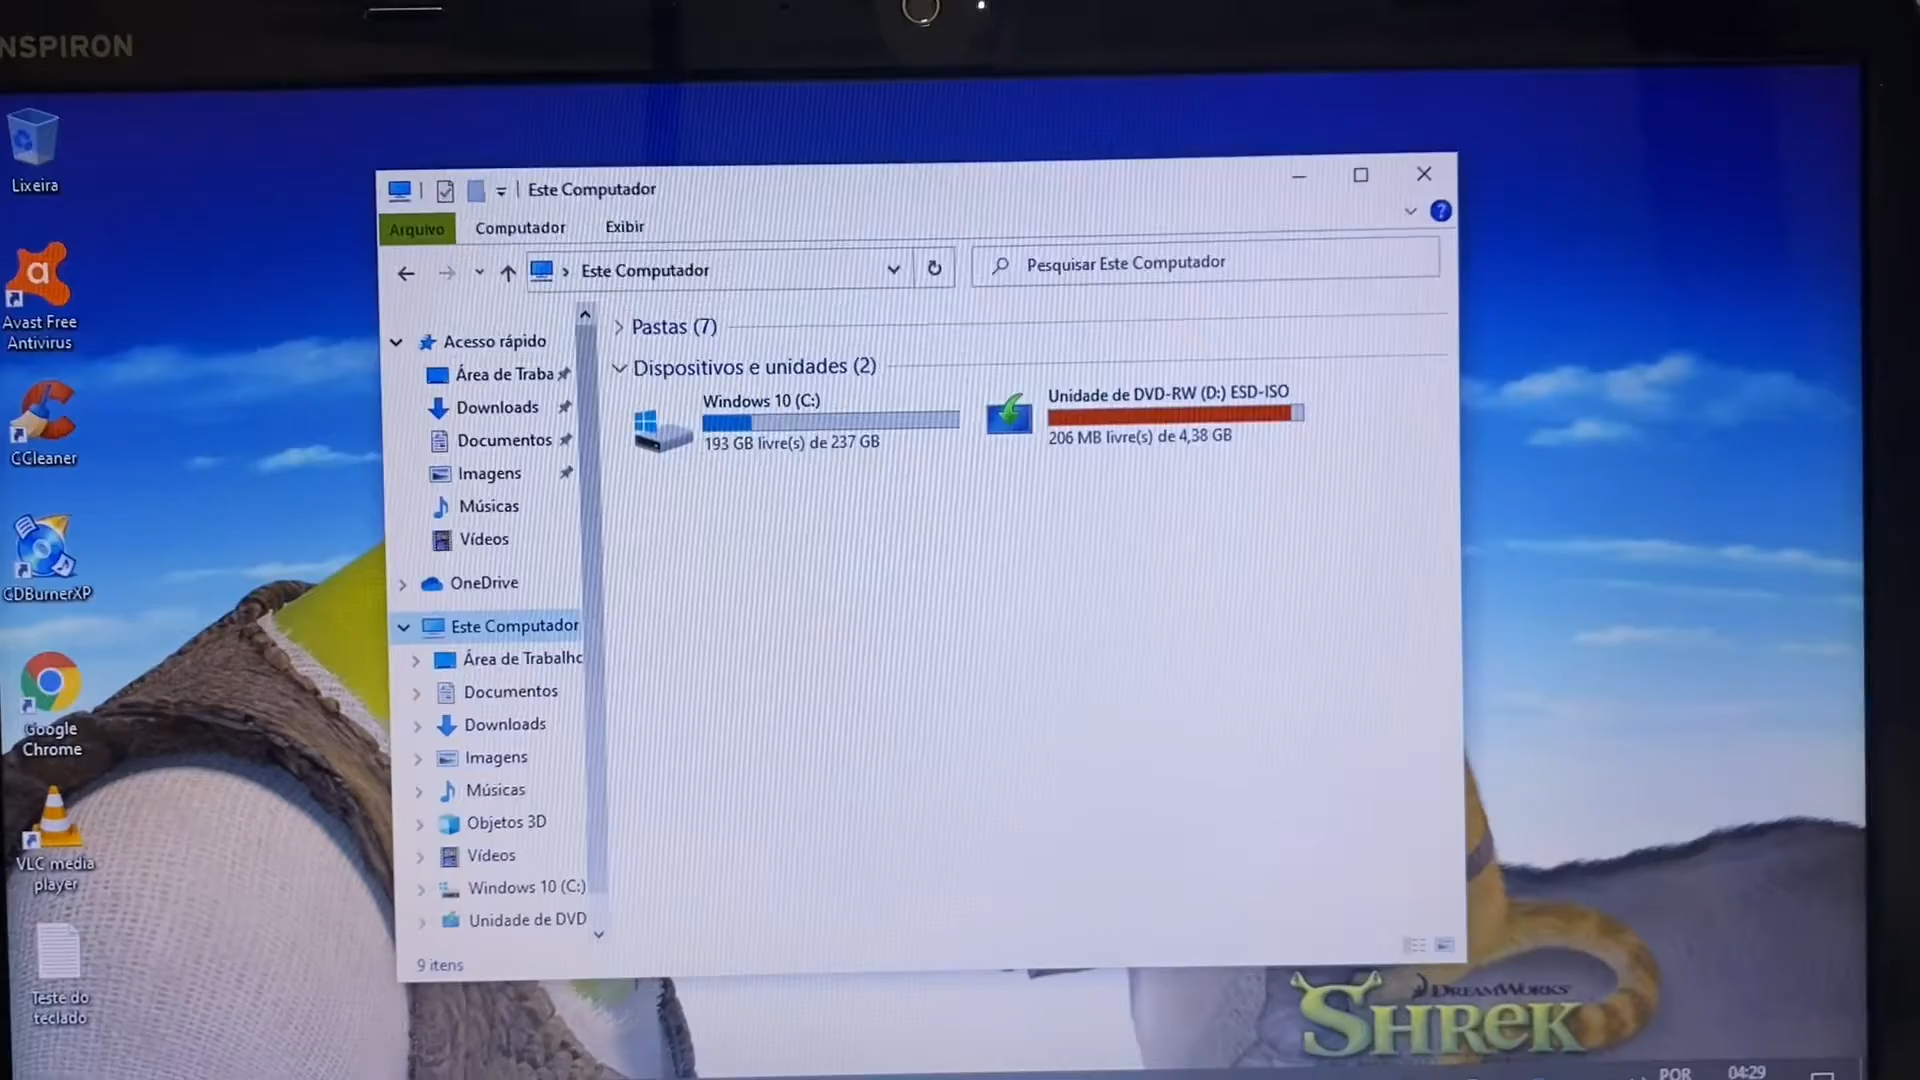 NSPIRON
Lixeira
Avast Free
Antivirus
CCleaner
CDBurnerXP
Google
Chrome
VLC media
player
Teste do
teclado
Este Computador
Arquivo
Computador
Exibir
Este Computador
Pesquisar Este Computador
Acesso rápido
Área de Traba
Downloads
Documentos
Imagens
Músicas
Vídeos
OneDrive
Este Computador
Área de Trabalho
Documentos
Downloads
Imagens
Músicas
Objetos 3D
Vídeos
Windows 10 (C:)
Unidade de DVD
9 itens
Pastas (7)
Dispositivos e unidades (2)
Windows 10 (C:)
193 GB livre(s) de 237 GB
Unidade de DVD-RW (D:) ESD-ISO
206 MB livre(s) de 4,38 GB
DREAMWORKS
SHREK
POR
04:29